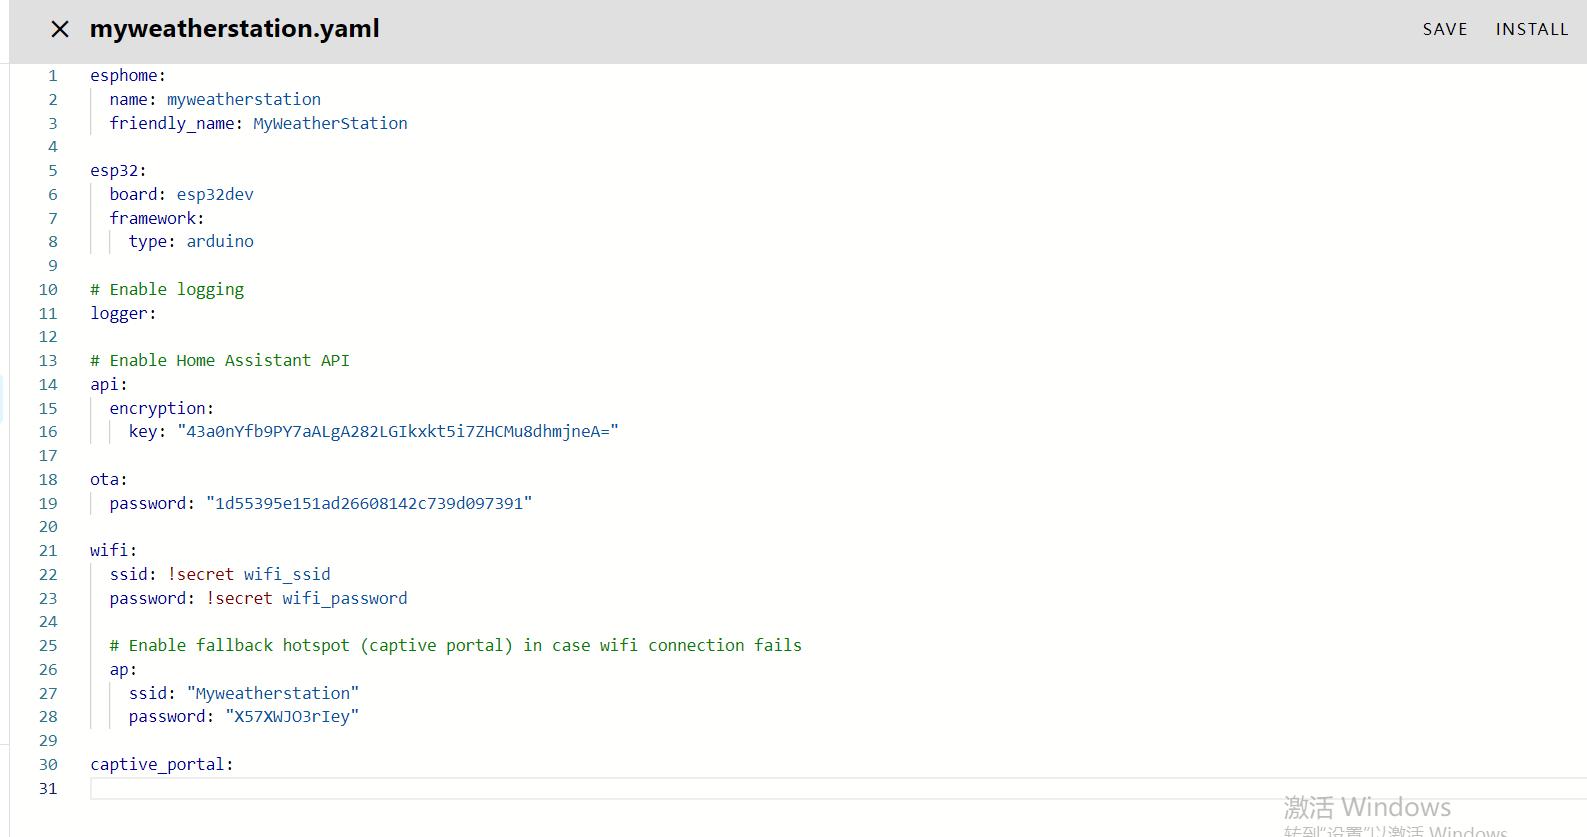 myweatherstation.yaml
SAVE INSTALL
1 esphome:
2 name: myweatherstation
3 friendly_name: MyWeatherStation
4
5 esp32:
6 board: esp32dev
7 framework:
8 type: arduino
9
10 # Enable logging
11 logger:
12
13 # Enable Home Assistant API
14 api:
15 encryption:
16 key: "43a0nYfb9PY7aALgA282LGIkxkt5i7ZHCMu8dhmjneA="
17
18 ota:
19 password: "1d55395e151ad26608142c739d097391"
20
21 wifi:
22 ssid: !secret wifi_ssid
23 password: !secret wifi_password
24
25 # Enable fallback hotspot (captive portal) in case wifi connection fails
26 ap:
27 ssid: "Myweatherstation"
28 password: "X57XWJO3rIey"
29
30 captive_portal:
31
激活 Windows
转到"设置"以激活 Windows